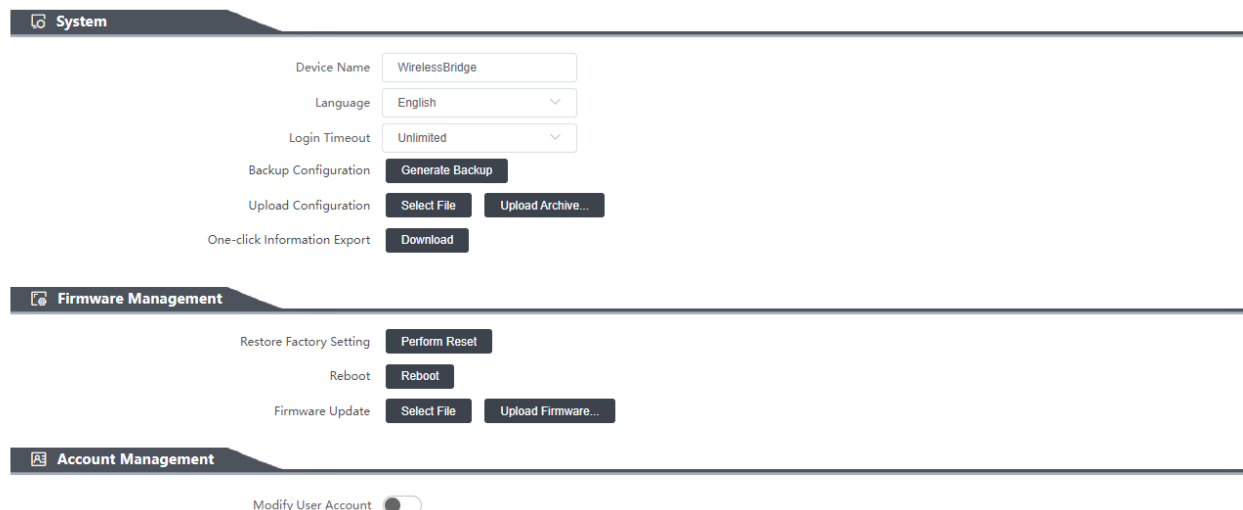 System
Device Name WirelessBridge
Language English
Login Timeout Unlimited
Backup Configuration Generate Backup
Upload Configuration Select File Upload Archive...
One-click Information Export Download
Firmware Management
Restore Factory Setting Perform Reset
Reboot Reboot
Firmware Update Select File Upload Firmware...
Account Management
Modify User Account